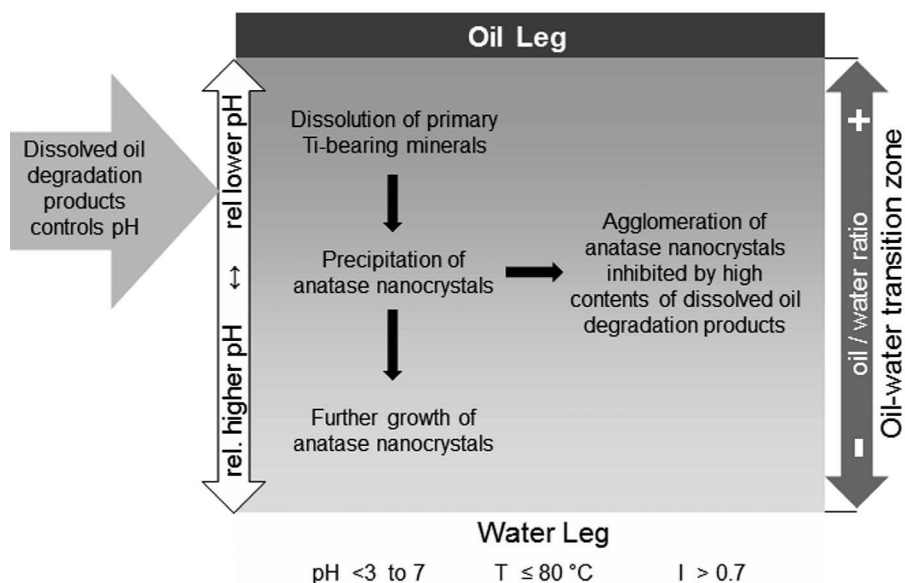 Oil Leg
Dissolved oil
degradation
products
controls pH
rel. higher pH ↔ rel lower pH
Dissolution of primary
Ti-bearing minerals
Precipitation of
anatase nanocrystals
Agglomeration of
anatase nanocrystals
inhibited by high
contents of dissolved oil
degradation products
Further growth of
anatase nanocrystals
- oil / water ratio +
Oil-water transition zone
Water Leg
pH <3 to 7 T ≤ 80 °C I > 0.7